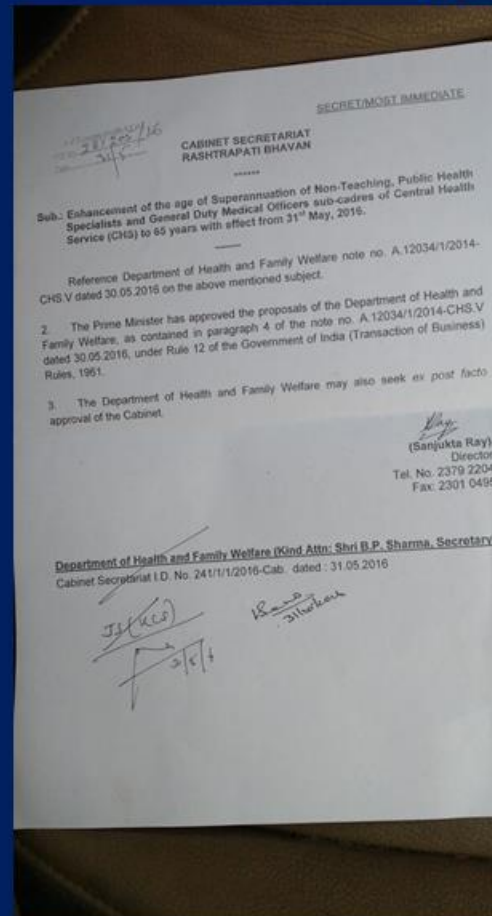 SECRET/MOST IMMEDIATE
31/5
CABINET SECRETARIAT
RASHTRAPATI BHAVAN
******
Sub.: Enhancement of the age of Superannuation of Non-Teaching, Public Health
Specialists and General Duty Medical Officers sub-cadres of Central Health
Service (CHS) to 65 years with effect from 31st May, 2016.
Reference Department of Health and Family Welfare note no. A.12034/1/2014-
CHS.V dated 30.05.2016 on the above mentioned subject.
2. The Prime Minister has approved the proposals of the Department of Health and
Family Welfare, as contained in paragraph 4 of the note no. A.12034/1/2014-CHS.V
dated 30.05.2016, under Rule 12 of the Government of India (Transaction of Business)
Rules, 1961.
3. The Department of Health and Family Welfare may also seek ex post facto
approval of the Cabinet.
Ray
(Sanjukta Ray)
Director
Tel. No. 2379 2204
Fax: 2301 0495
Department of Health and Family Welfare (Kind Attn: Shri B.P. Sharma, Secretary
Cabinet Secretariat I.D. No. 241/1/1/2016-Cab. dated : 31.05.2016
JS(KCS)